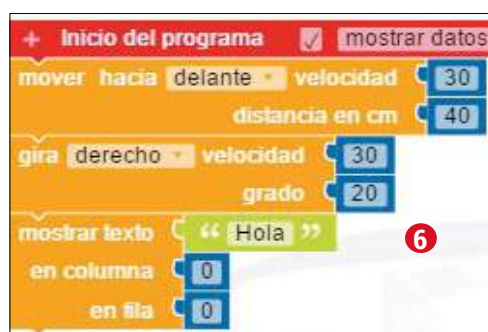 + Inicio del programa ✓ mostrar datos
mover hacia delante velocidad 30
distancia en cm 40
gira derecho velocidad 30
grado 20
mostrar texto “ Hola ”
en columna 0
en fila 0
6